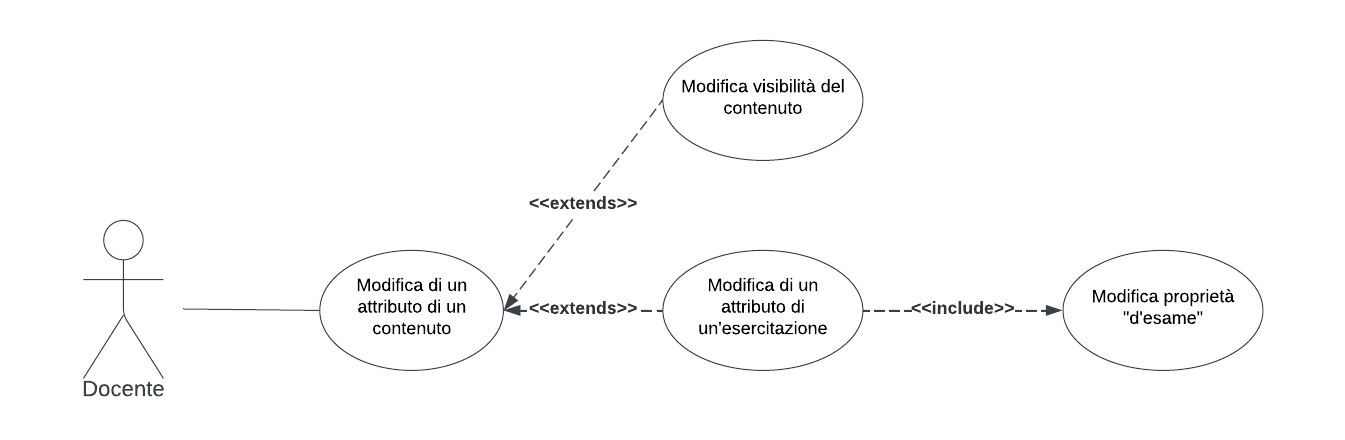 Modifica visibilità del
contenuto
<<extends>>
Modifica di un
attributo di un
contenuto
<<extends>>
Modifica di un
attributo di
un'esercitazione
<<include>>
Modifica proprietà
"d'esame"
Docente